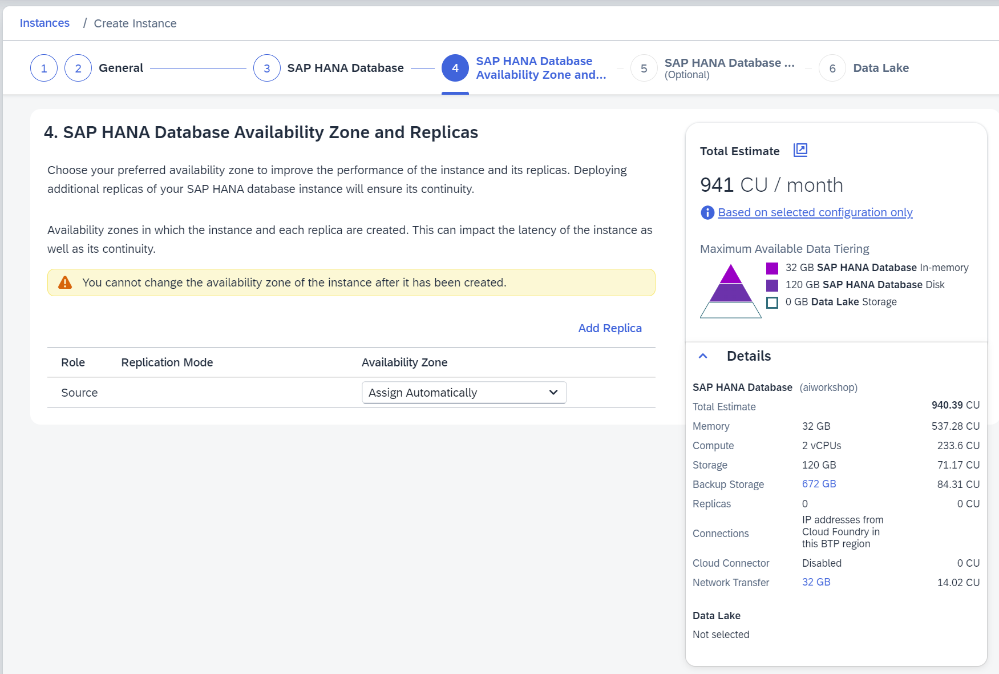 Instances / Create Instance
1 2 General 3 SAP HANA Database 4 SAP HANA Database Availability Zone and... 5 SAP HANA Database ... (Optional) 6 Data Lake
4. SAP HANA Database Availability Zone and Replicas
Choose your preferred availability zone to improve the performance of the instance and its replicas. Deploying
additional replicas of your SAP HANA database instance will ensure its continuity.
Availability zones in which the instance and each replica are created. This can impact the latency of the instance as
well as its continuity.
You cannot change the availability zone of the instance after it has been created.
Add Replica
Role Replication Mode Availability Zone
Source Assign Automatically
Total Estimate
941 CU / month
Based on selected configuration only
Maximum Available Data Tiering
32 GB SAP HANA Database In-memory
120 GB SAP HANA Database Disk
0 GB Data Lake Storage
Details
SAP HANA Database (aiworkshop)
Total Estimate 940.39 CU
Memory 32 GB 537.28 CU
Compute 2 vCPUs 233.6 CU
Storage 120 GB 71.17 CU
Backup Storage 672 GB 84.31 CU
Replicas 0 0 CU
Connections IP addresses from
Cloud Foundry in
this BTP region
Cloud Connector Disabled 0 CU
Network Transfer 32 GB 14.02 CU
Data Lake
Not selected